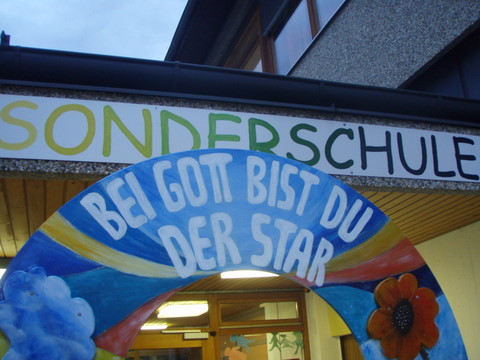 SONDERSCHULE
BEI GOTT BIST DU
DER STAR